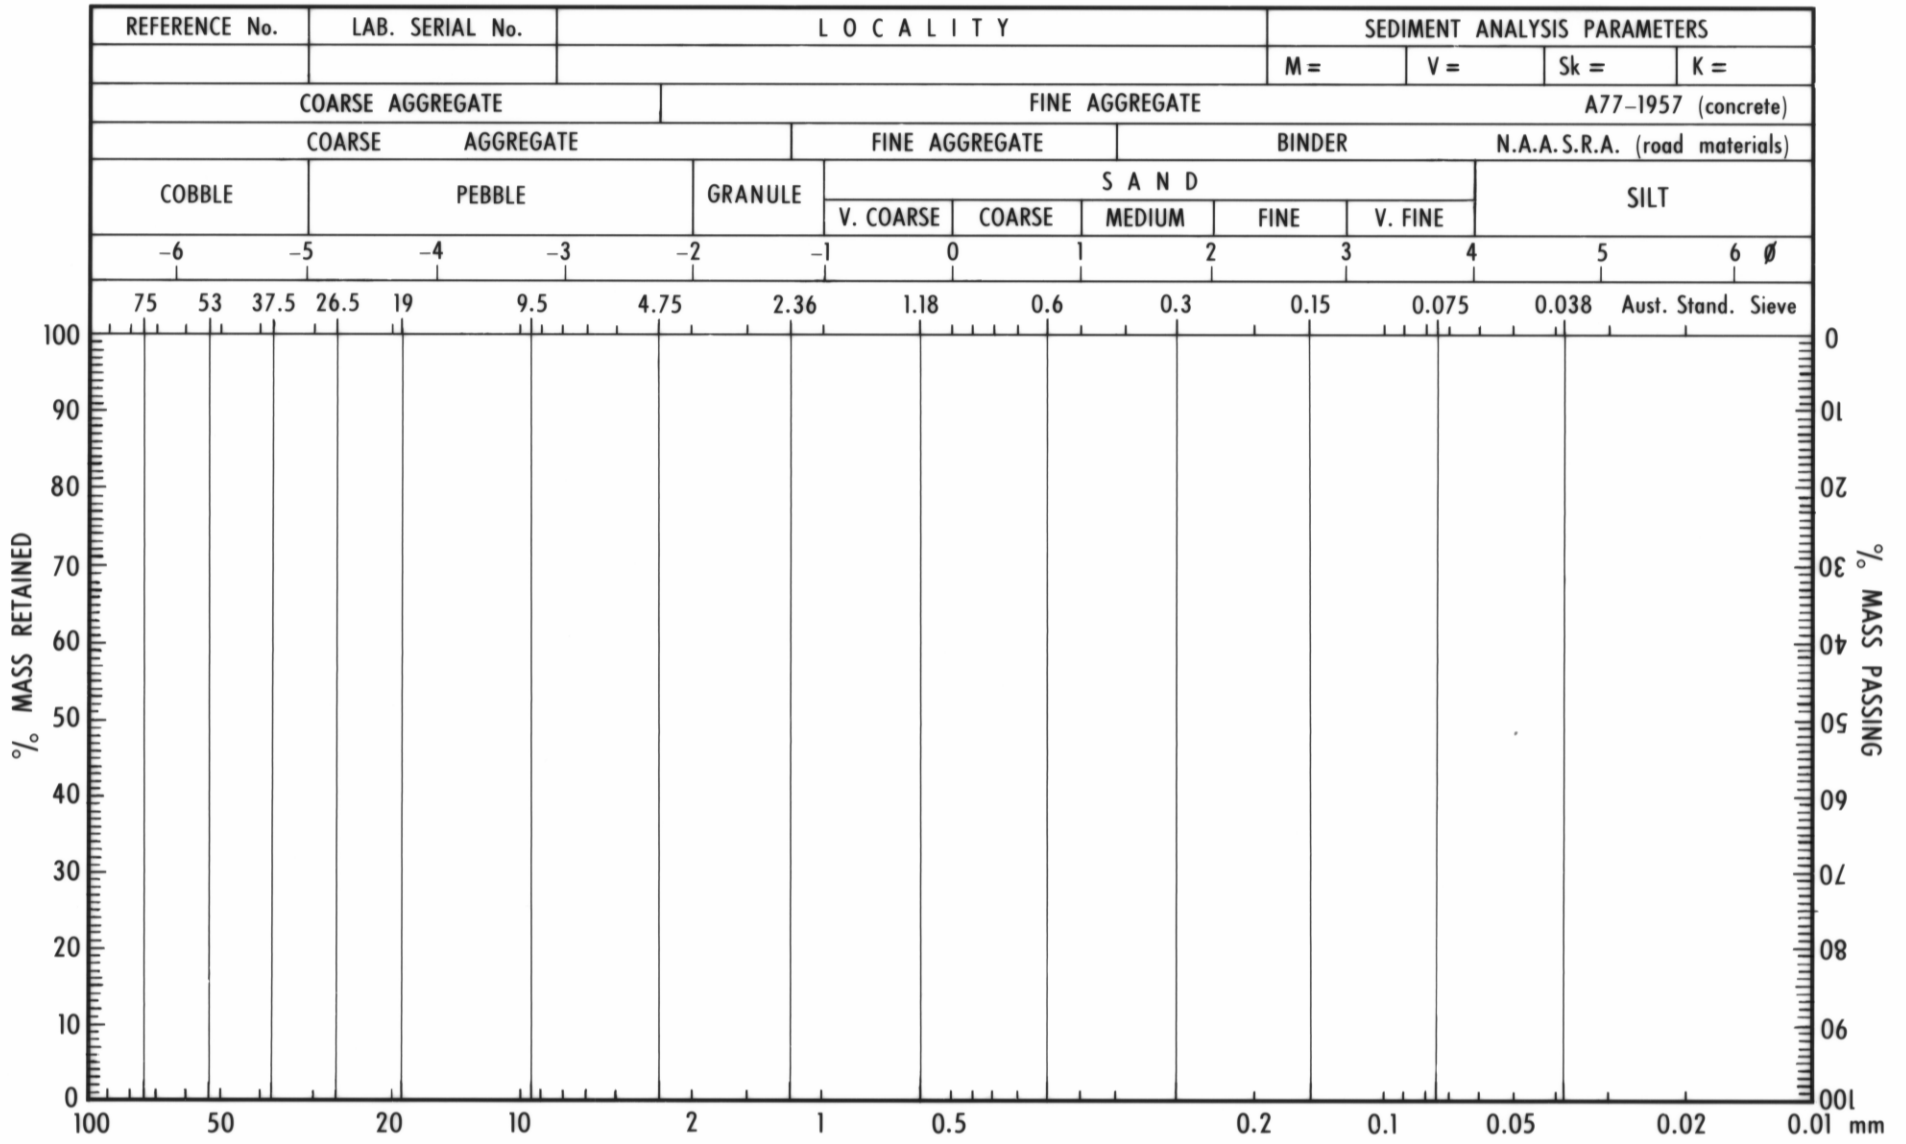 REFERENCE No. LAB. SERIAL No. LOCALITY SEDIMENT ANALYSIS PARAMETERS
M = V = Sk = K =
COARSE AGGREGATE FINE AGGREGATE A77-1957 (concrete)
COARSE AGGREGATE FINE AGGREGATE BINDER N.A.A.S.R.A. (road materials)
COBBLE PEBBLE GRANULE SAND SILT
V. COARSE COARSE MEDIUM FINE V. FINE
-6 -5 -4 -3 -2 -1 0 1 2 3 4 5 6 ø
75 53 37.5 26.5 19 9.5 4.75 2.36 1.18 0.6 0.3 0.15 0.075 0.038 Aust. Stand. Sieve
100 0
90 10
80 20
70 30
60 40
50 50
40 60
30 70
20 80
10 90
0 100
% MASS RETAINED
% MASS PASSING
100 50 20 10 2 1 0.5 0.2 0.1 0.05 0.02 0.01 mm